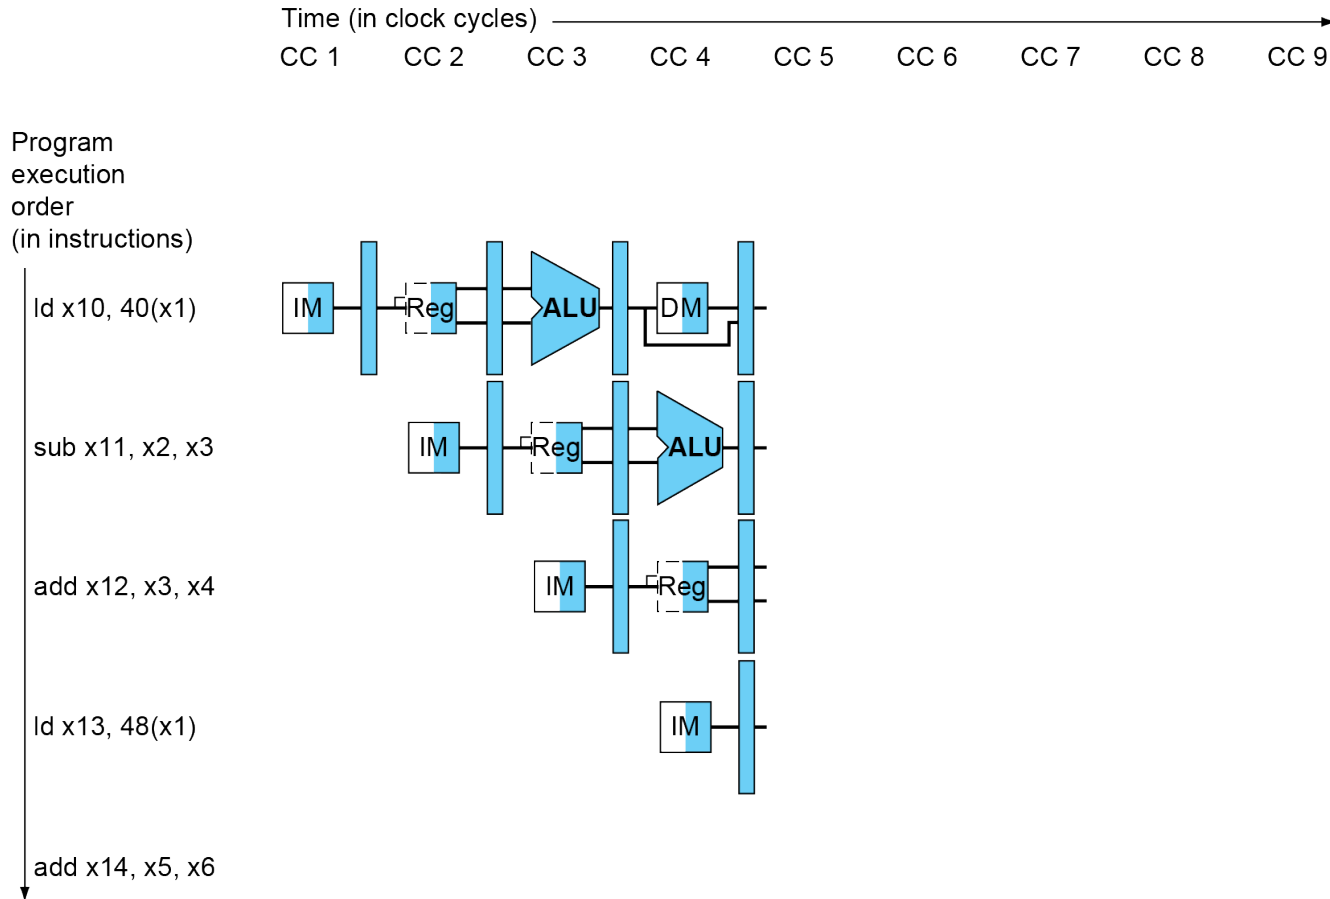 Time (in clock cycles)
CC 1 CC 2 CC 3 CC 4 CC 5 CC 6 CC 7 CC 8 CC 9
Program
execution
order
(in instructions)
ld x10, 40(x1) IM Reg ALU DM
sub x11, x2, x3 IM Reg ALU
add x12, x3, x4 IM Reg
ld x13, 48(x1) IM
add x14, x5, x6